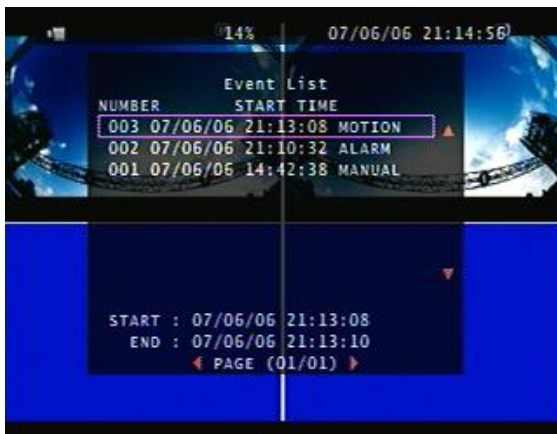 14% 07/06/06 21:14:56
Event List
NUMBER START TIME
003 07/06/06 21:13:08 MOTION
002 07/06/06 21:10:32 ALARM
001 07/06/06 14:42:38 MANUAL
START : 07/06/06 21:13:08
END : 07/06/06 21:13:10
PAGE (01/01)